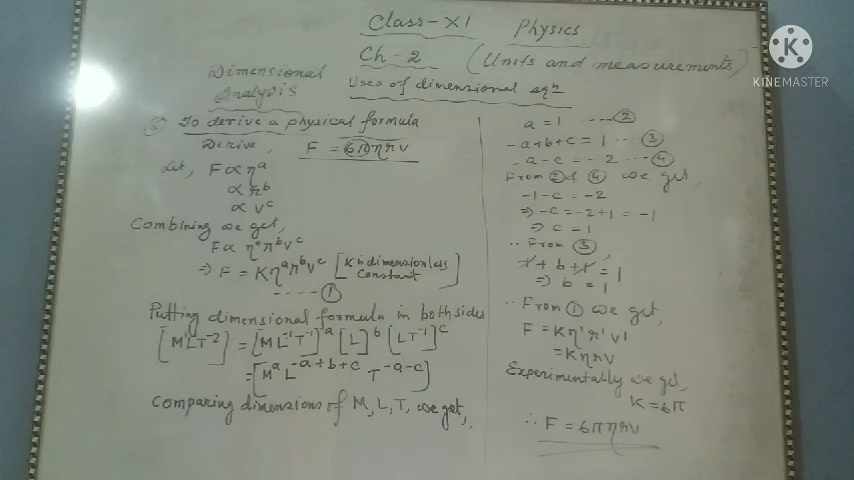 Class-XI Physics
Ch-2 (Units and measurements)
Dimensional Analysis
Uses of dimensional eqn
To derive a physical formula
Derive, F = 6πηrv
Let, F ∝ η^a
∝ r^b
∝ v^c
Combining we get,
F ∝ η^a r^b v^c
⇒ F = Kη^a r^b v^c [K is dimensionless Constant]
----- ①
Putting dimensional formula in both sides
[M^1 L T^-2] = [M L^-1 T^-1]^a [L]^b [L T^-1]^c
= [M^a L^-a+b+c T^-a-c]
Comparing dimensions of M, L, T, we get,
a = 1 ----- ②
-a+b+c = 1 ---- ③
-a-c = -2 ---- ④
From ② & ④ we get,
-1-c = -2
⇒ -c = -2+1 = -1
⇒ c = 1
∴ From ③,
-1 + b + 1 = 1
⇒ b = 1
∴ From ① we get,
F = Kη^1 r^1 v^1
= Kηrv
Experimentally we get,
K = 6π
∴ F = 6πηrv
KINEMASTER